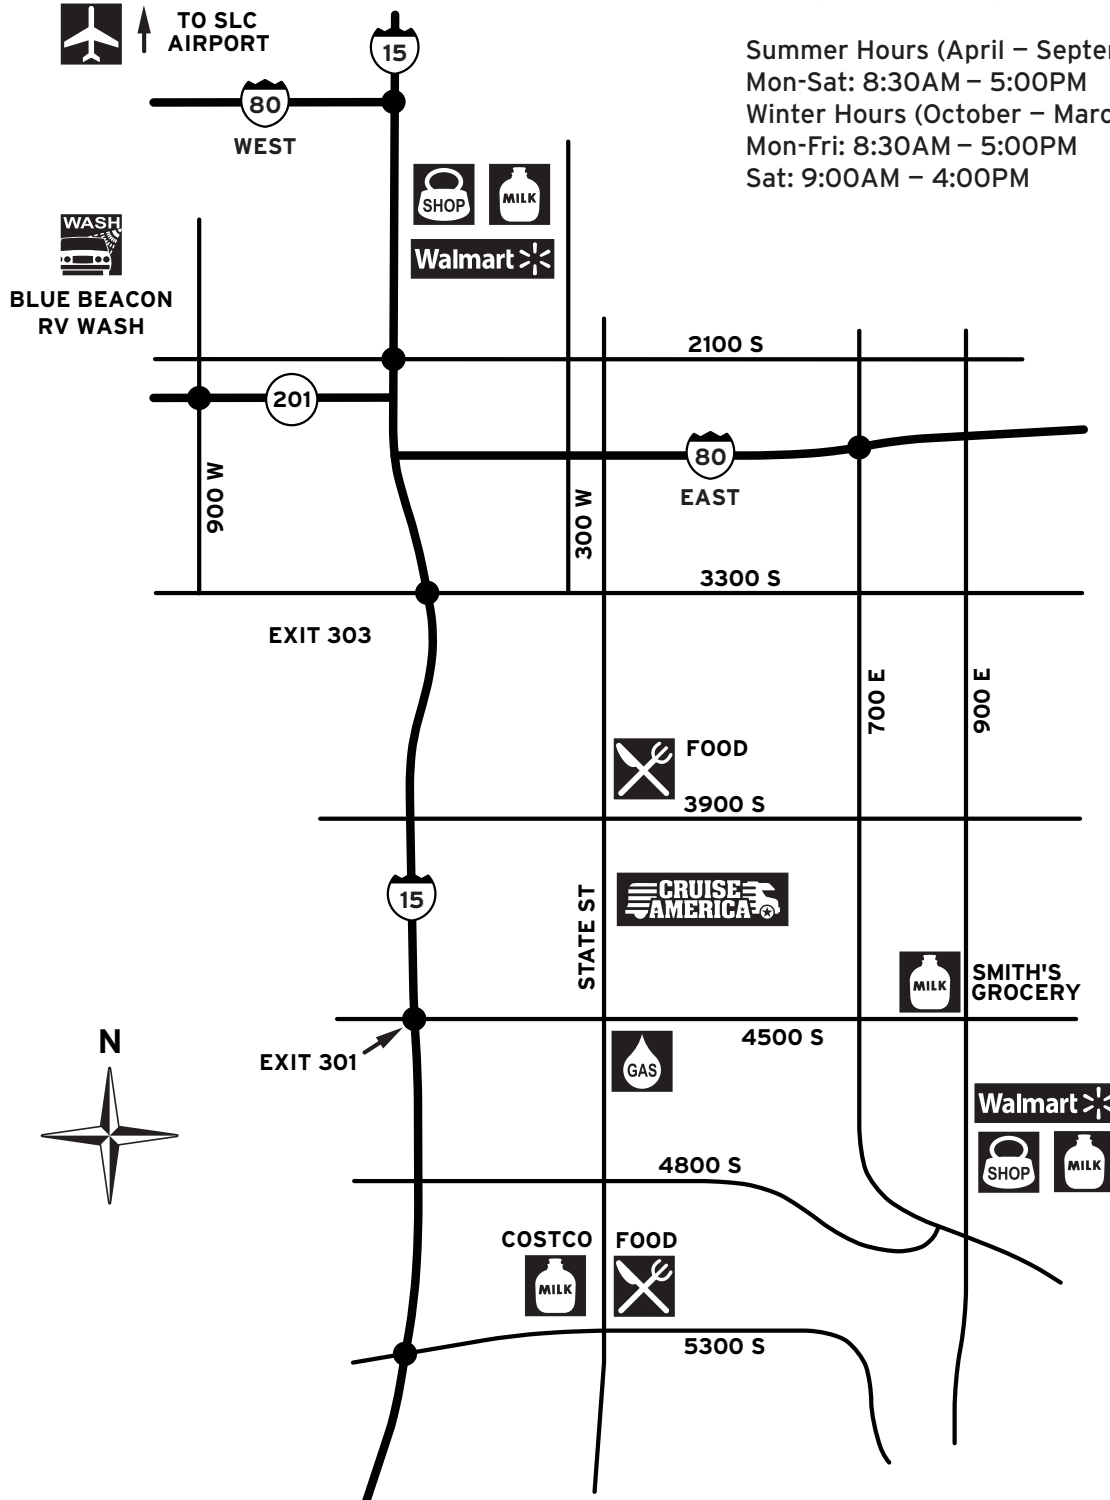 TO SLC
AIRPORT
15
80
WEST
Summer Hours (April – Septe
Mon-Sat: 8:30AM – 5:00PM
Winter Hours (October – Marc
Mon-Fri: 8:30AM – 5:00PM
Sat: 9:00AM – 4:00PM
SHOP
MILK
Walmart
WASH
BLUE BEACON
RV WASH
2100 S
201
80
EAST
900 W
300 W
3300 S
EXIT 303
700 E
900 E
FOOD
3900 S
15
STATE ST
CRUISE
AMERICA
MILK
SMITH'S
GROCERY
4500 S
EXIT 301
GAS
N
Walmart
SHOP
MILK
4800 S
COSTCO
FOOD
MILK
5300 S